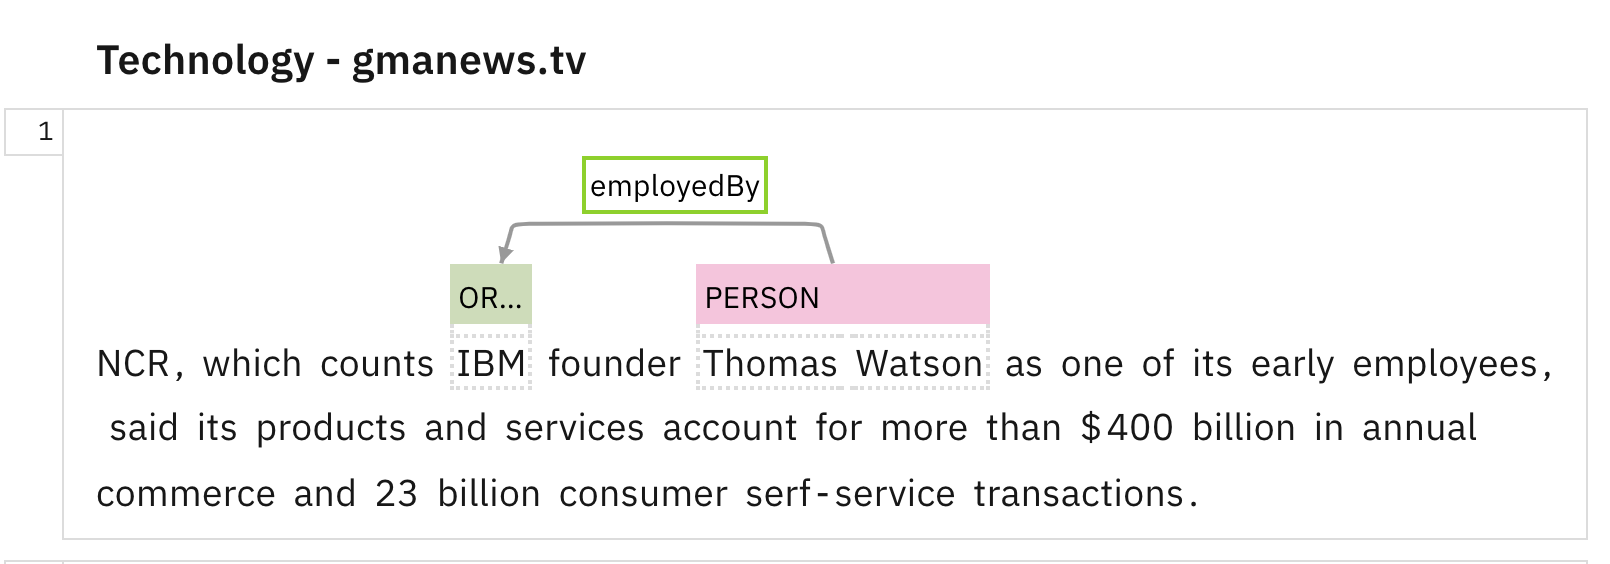 Technology - gmanews.tv
1
employedBy
OR...
PERSON
NCR, which counts IBM founder Thomas Watson as one of its early employees,
said its products and services account for more than $400 billion in annual
commerce and 23 billion consumer serf-service transactions.